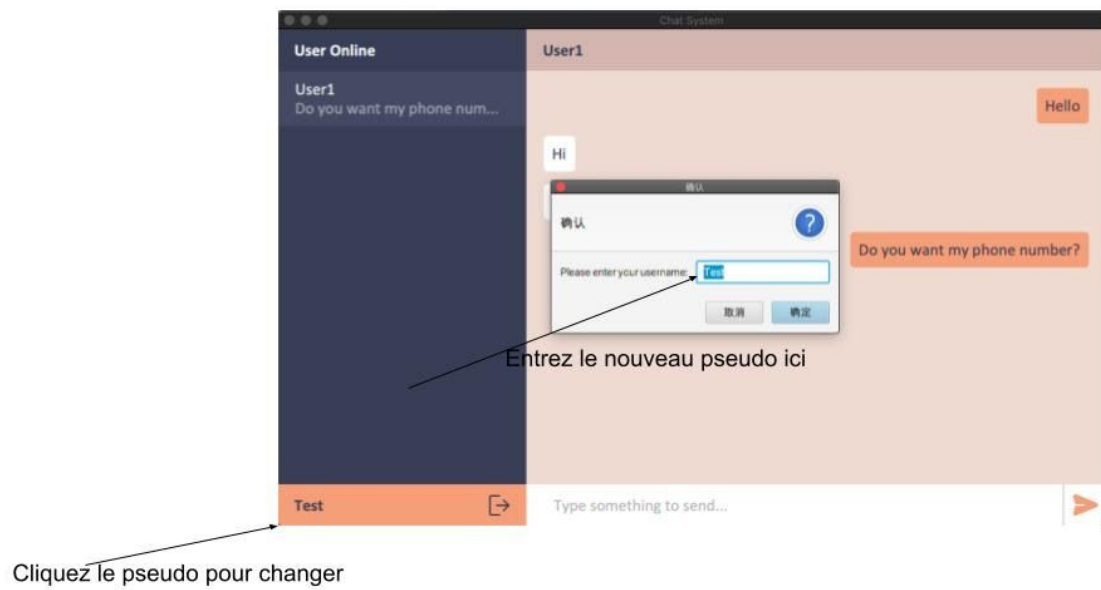 Chat System
User Online
User1
User1
Do you want my phone num...
Hello
Hi
确认
确认
Do you want my phone number?
Please enter your username:
Test
取消
确定
Entrez le nouveau pseudo ici
Test
Type something to send...
Cliquez le pseudo pour changer